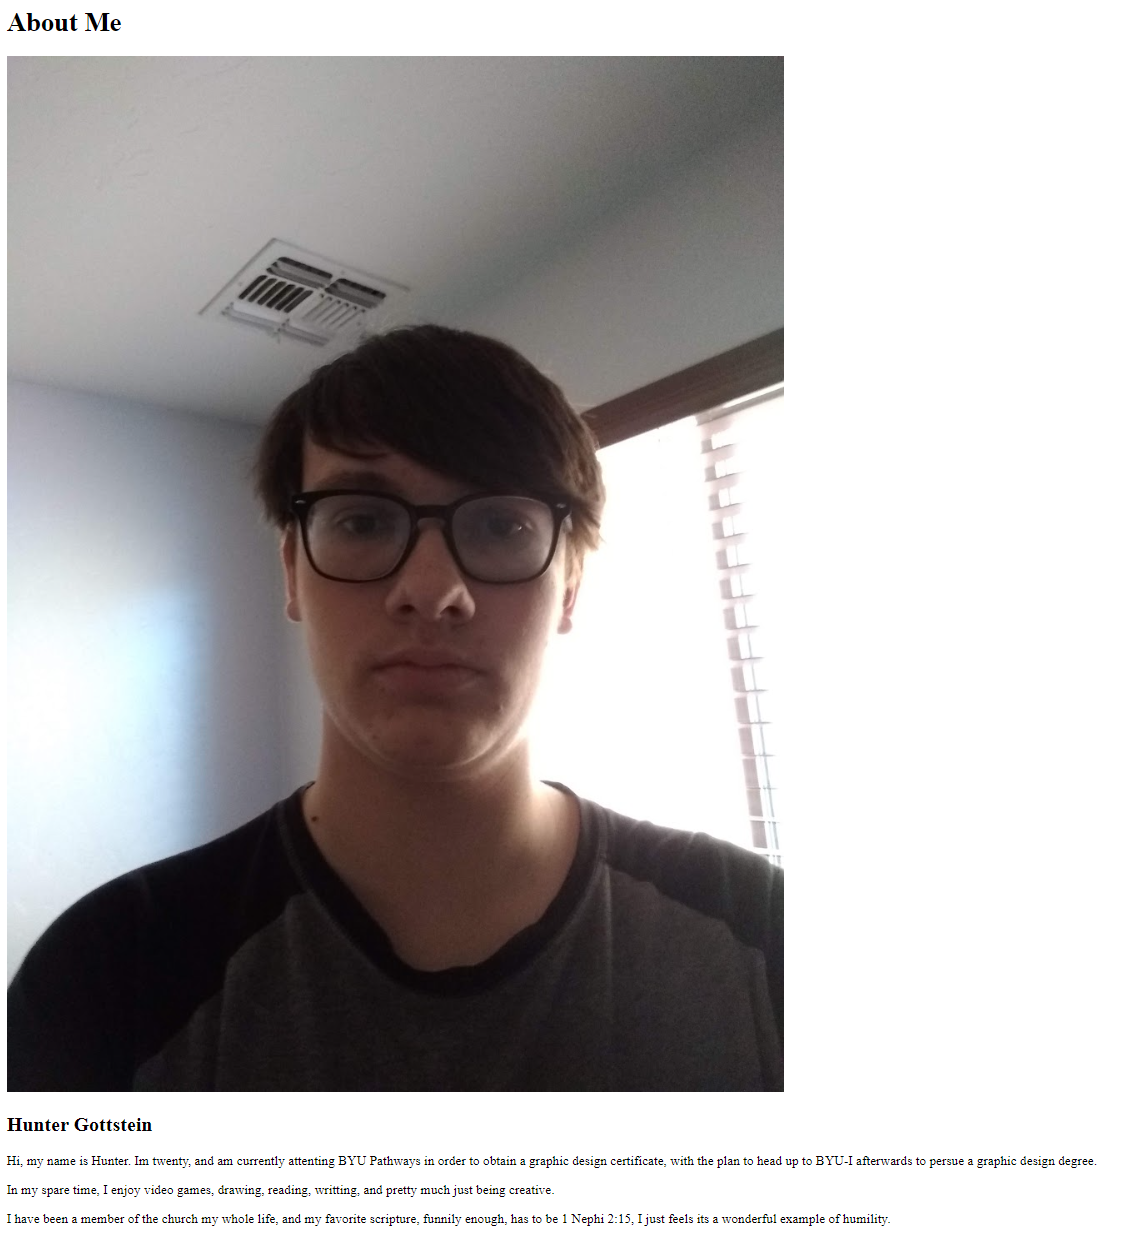 About Me
Hunter Gottstein
Hi, my name is Hunter. Im twenty, and am currently attenting BYU Pathways in order to obtain a graphic design certificate, with the plan to head up to BYU-I afterwards to persue a graphic design degree.
In my spare time, I enjoy video games, drawing, reading, writting, and pretty much just being creative.
I have been a member of the church my whole life, and my favorite scripture, funnily enough, has to be 1 Nephi 2:15, I just feels its a wonderful example of humility.